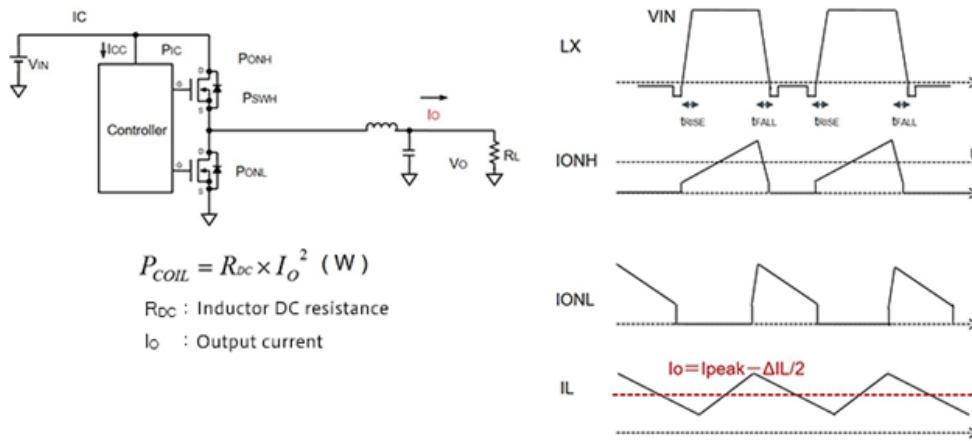 IC
VIN
ICC
PIC
PONH
D
G
S
PSWH
Controller
IO
D
G
S
PONL
VO
RL
PCOIL = RDC × IO² (W)
RDC : Inductor DC resistance
IO : Output current
VIN
LX
tRISE
tFALL
tRISE
tFALL
IONH
IONL
Io=Ipeak−ΔIL/2
IL